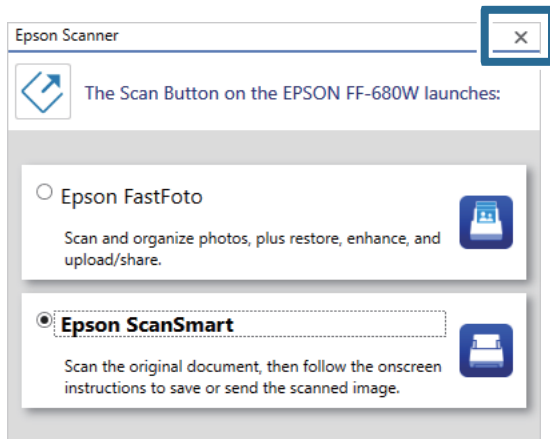 Epson Scanner
The Scan Button on the EPSON FF-680W launches:
Epson FastFoto
Scan and organize photos, plus restore, enhance, and
upload/share.
Epson ScanSmart
Scan the original document, then follow the onscreen
instructions to save or send the scanned image.